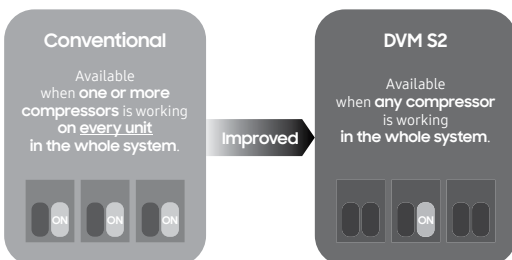 Conventional
Available
when one or more
compressors is working
on every unit
in the whole system.
ON
ON
ON
Improved
DVM S2
Available
when any compressor
is working
in the whole system.
ON